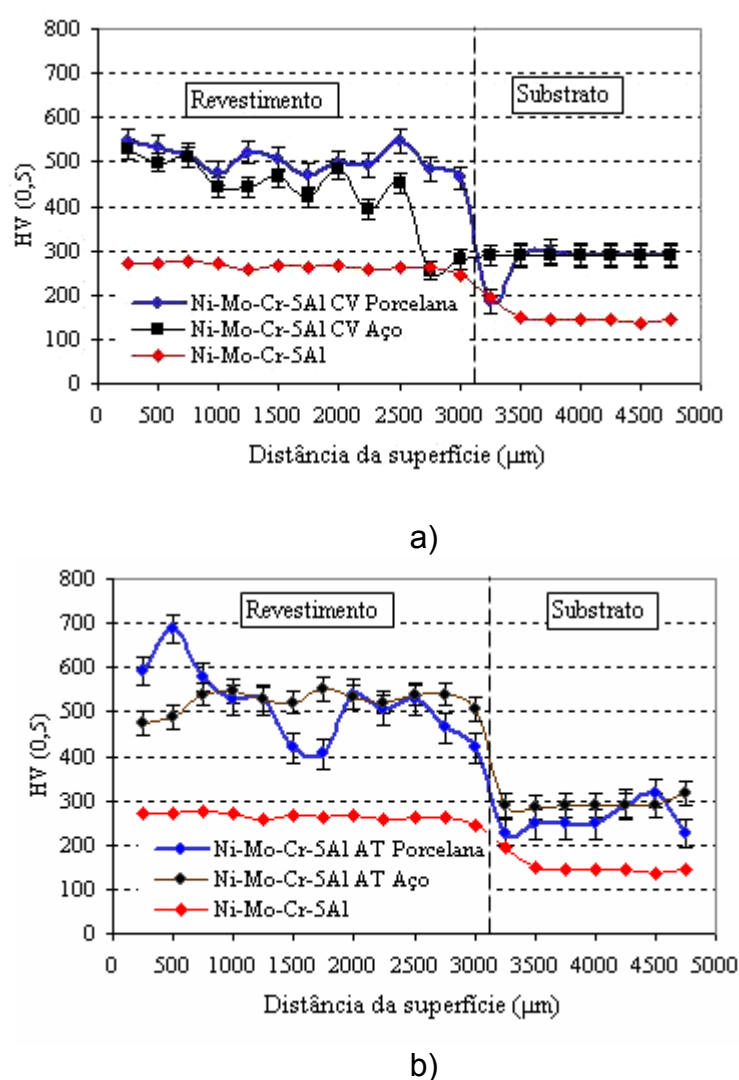 800
700
600
500
400
300
200
100
0
HV (0,5)
Revestimento
Substrato
Ni-Mo-Cr-5Al CV Porcelana
Ni-Mo-Cr-5Al CV Aço
Ni-Mo-Cr-5Al
0 500 1000 1500 2000 2500 3000 3500 4000 4500 5000
Distância da superfície (μm)
a)
800
700
600
500
400
300
200
100
0
HV (0,5)
Revestimento
Substrato
Ni-Mo-Cr-5Al AT Porcelana
Ni-Mo-Cr-5Al AT Aço
Ni-Mo-Cr-5Al
0 500 1000 1500 2000 2500 3000 3500 4000 4500 5000
Distância da superfície (μm)
b)